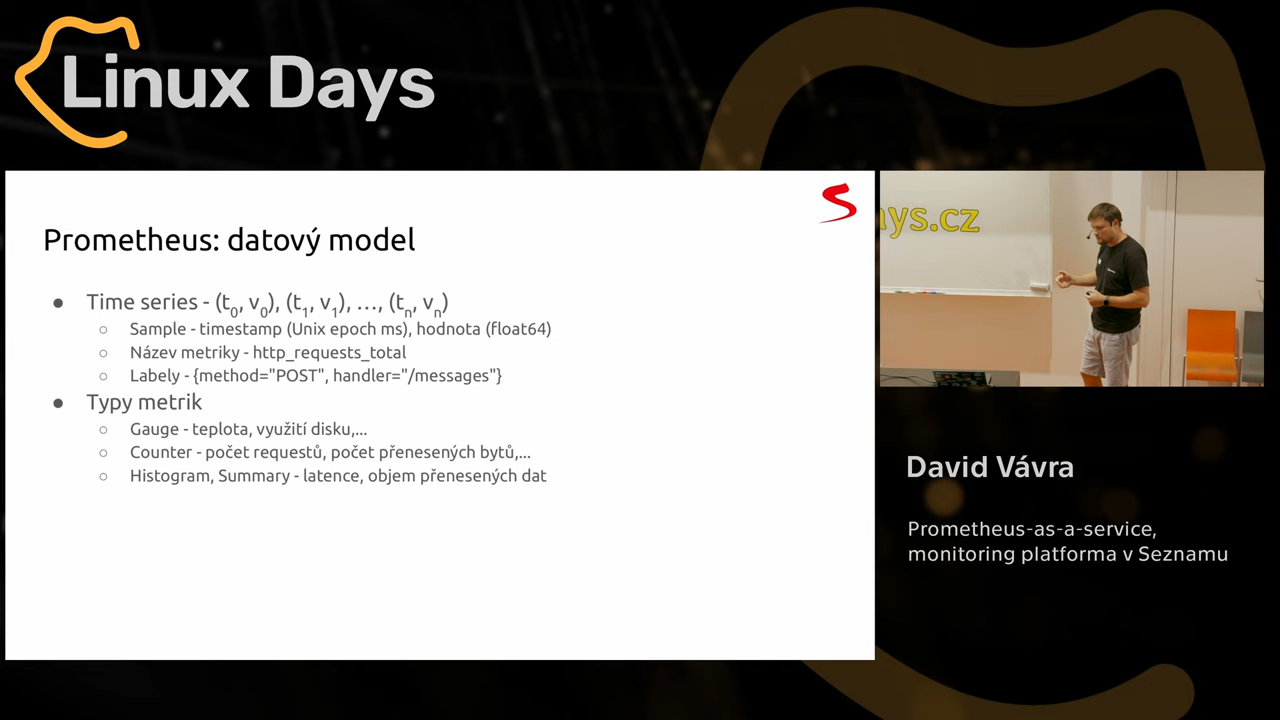 Linux Days
Prometheus: datový model
● Time series - (t0, v0), (t1, v1), …, (tn, vn)
○ Sample - timestamp (Unix epoch ms), hodnota (float64)
○ Název metriky - http_requests_total
○ Labely - {method="POST", handler="/messages"}
● Typy metrik
○ Gauge - teplota, využití disku,...
○ Counter - počet requestů, počet přenesených bytů,...
○ Histogram, Summary - latence, objem přenesených dat
ays.cz
David Vávra
Prometheus-as-a-service,
monitoring platforma v Seznamu